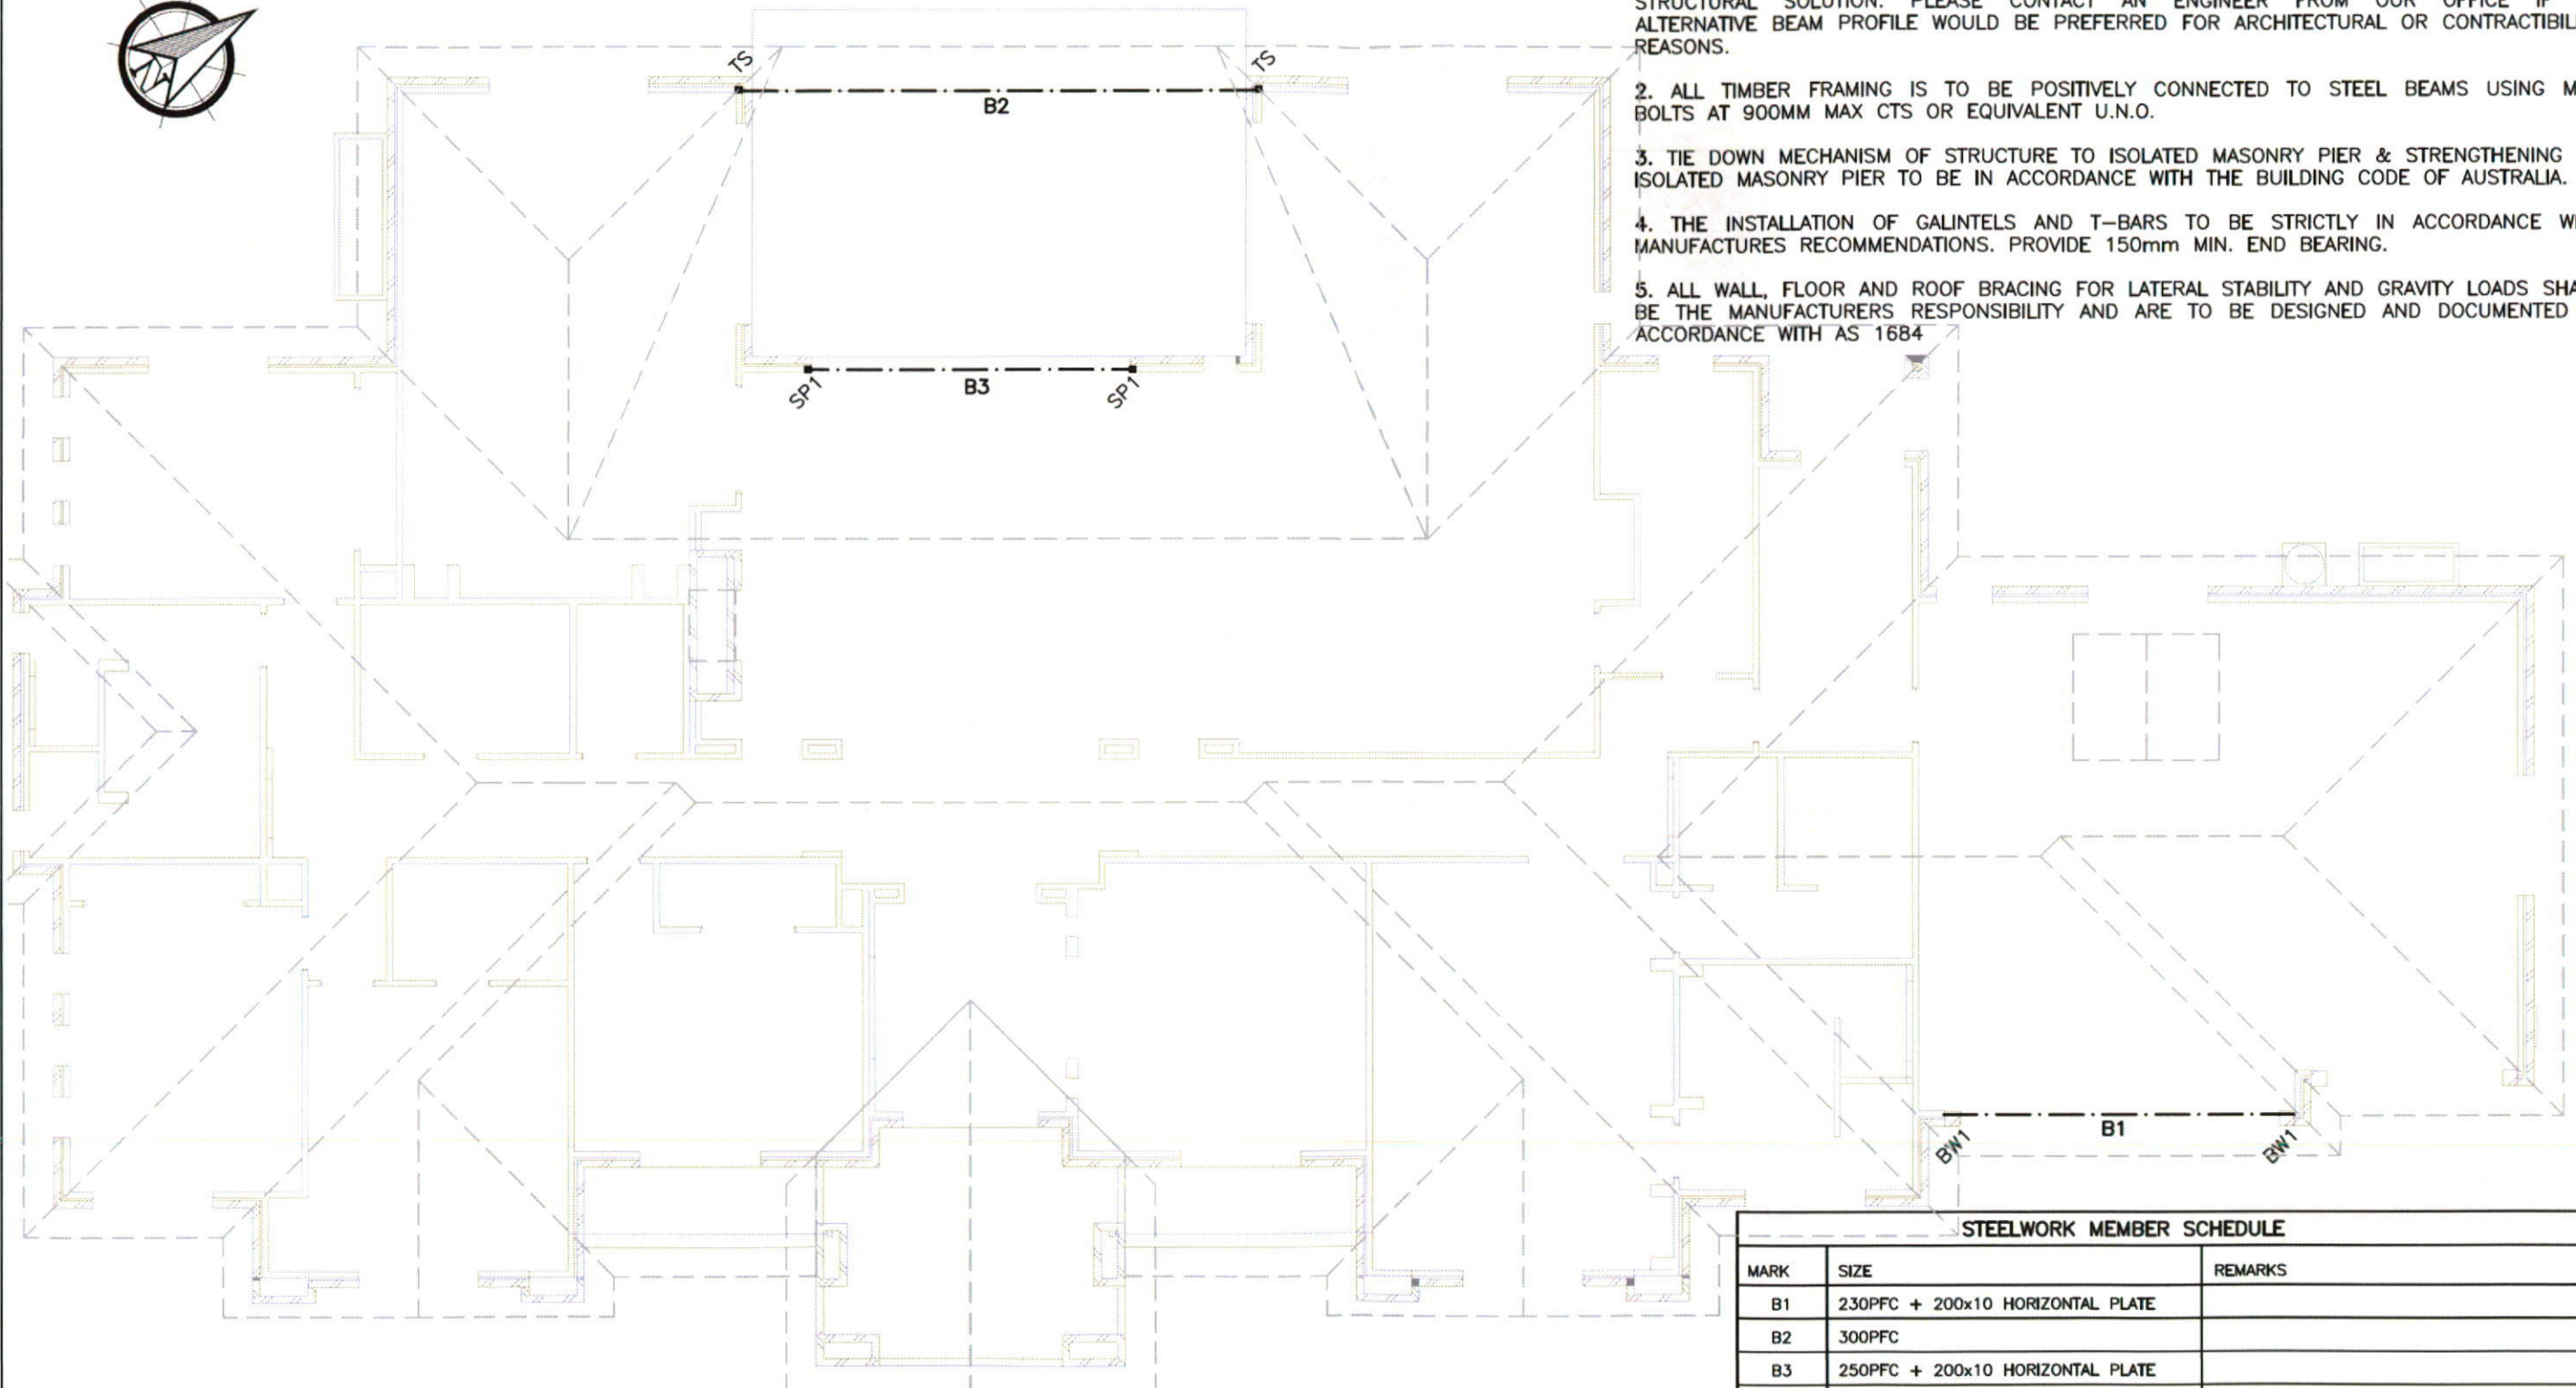 STRUCTURAL SOLUTION. PLEASE CONTACT AN ENGINEER FROM OUR OFFICE IF
ALTERNATIVE BEAM PROFILE WOULD BE PREFERRED FOR ARCHITECTURAL OR
REASONS.
2. ALL TIMBER FRAMING IS TO BE POSITIVELY CONNECTED TO STEEL BEAMS USING
BOLTS AT 900MM MAX CTS OR EQUIVALENT U.N.O.
3. TIE DOWN MECHANISM OF STRUCTURE TO ISOLATED MASONRY PIER & STRENGTHENING
ISOLATED MASONRY PIER TO BE IN ACCORDANCE WITH THE BUILDING CODE OF AUSTRALIA.
4. THE INSTALLATION OF GALINTELS AND T-BARS TO BE STRICTLY IN ACCORDANCE
MANUFACTURES RECOMMENDATIONS. PROVIDE 150mm MIN. END BEARING.
5. ALL WALL, FLOOR AND ROOF BRACING FOR LATERAL STABILITY AND GRAVITY LOADS
BE THE MANUFACTURERS RESPONSIBILITY AND ARE TO BE DESIGNED AND DOCUMENTED
ACCORDANCE WITH AS 1684
N
TS
TS
B2
B3
SP1
SP1
B1
BW1
BW1
STEELWORK MEMBER SCHEDULE
MARK SIZE REMARKS
B1 230PFC + 200x10 HORIZONTAL PLATE
B2 300PFC
B3 250PFC + 200x10 HORIZONTAL PLATE